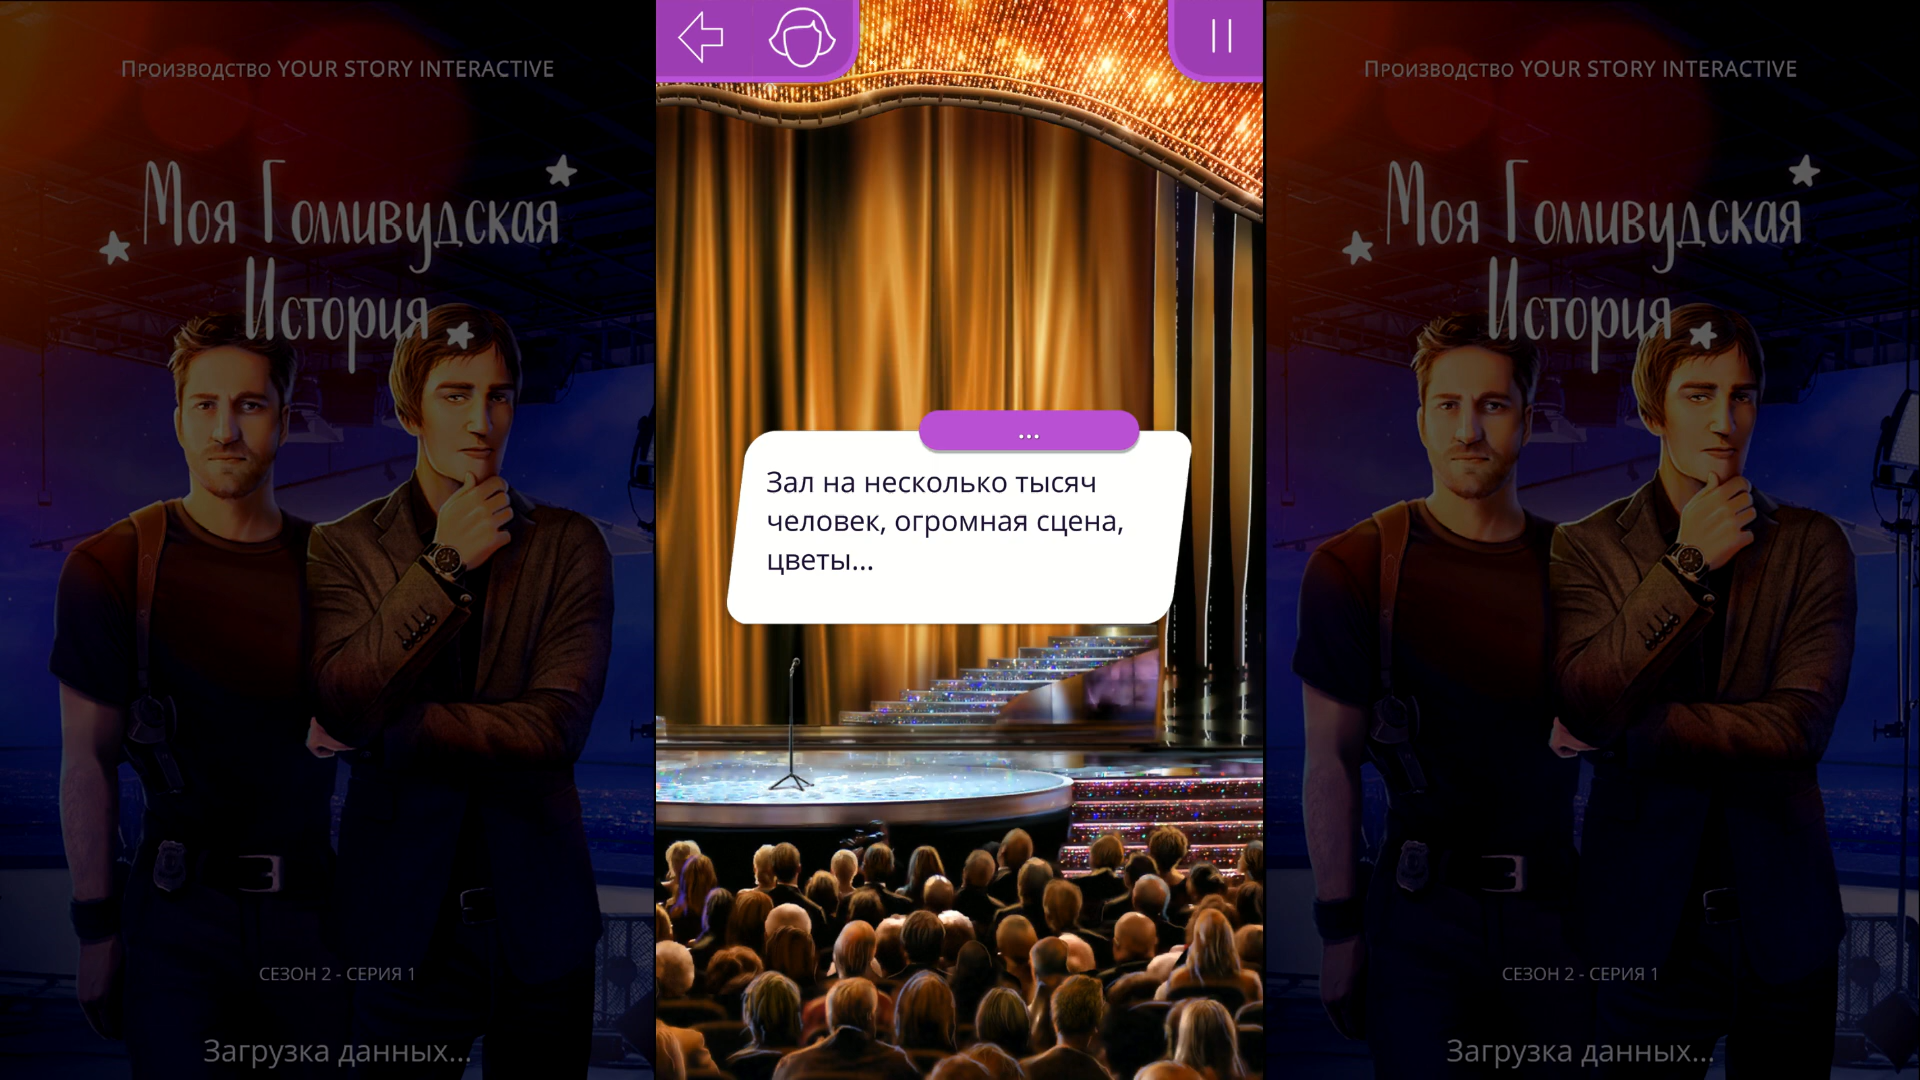 Производство YOUR STORY INTERACTIVE
Моя Голливудская
История
СЕЗОН 2 - СЕРИЯ 1
Загрузка данных...
...
Зал на несколько тысяч
человек, огромная сцена,
цветы...
Производство YOUR STORY INTERACTIVE
Моя Голливудская
История
СЕЗОН 2 - СЕРИЯ 1
Загрузка данных...